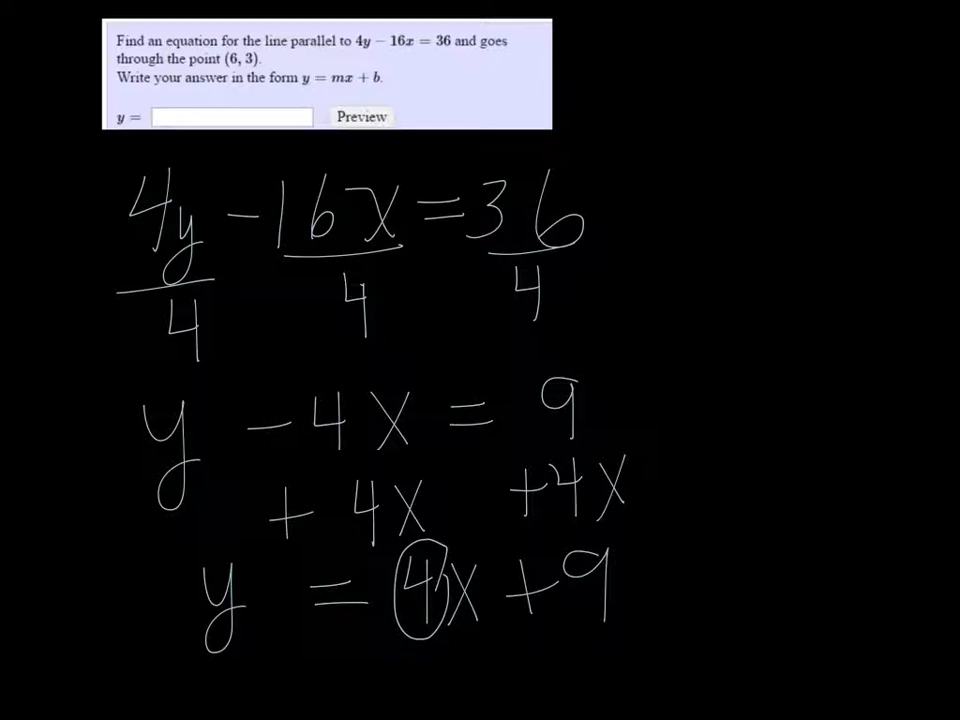 Find an equation for the line parallel to 4y − 16x = 36 and goes
through the point (6, 3).
Write your answer in the form y = mx + b.
y = Preview
4y - 16x = 36
4 4 4
y - 4x = 9
+ 4x +4x
y = 4x + 9